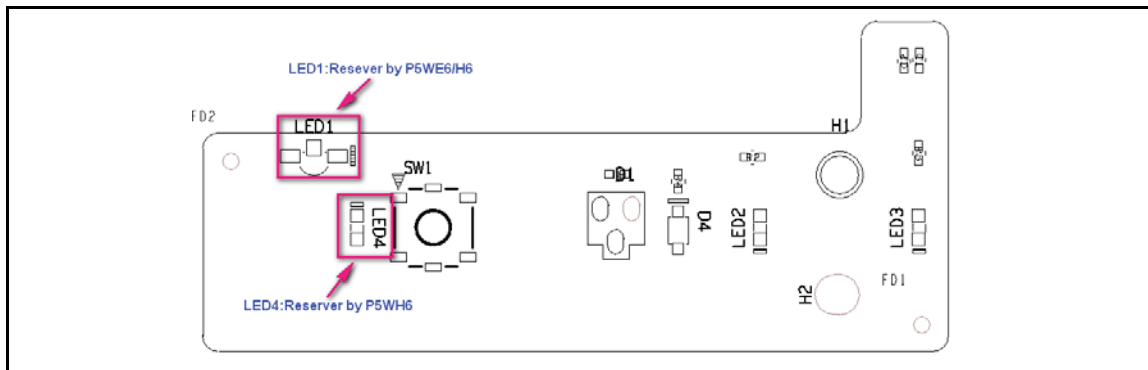 LED1:Resever by P5WE6/H6
FD2
LED1
H1
SW1
R2
LED4
D4
LED2
LED3
H2
FD1
LED4:Reserver by P5WH6